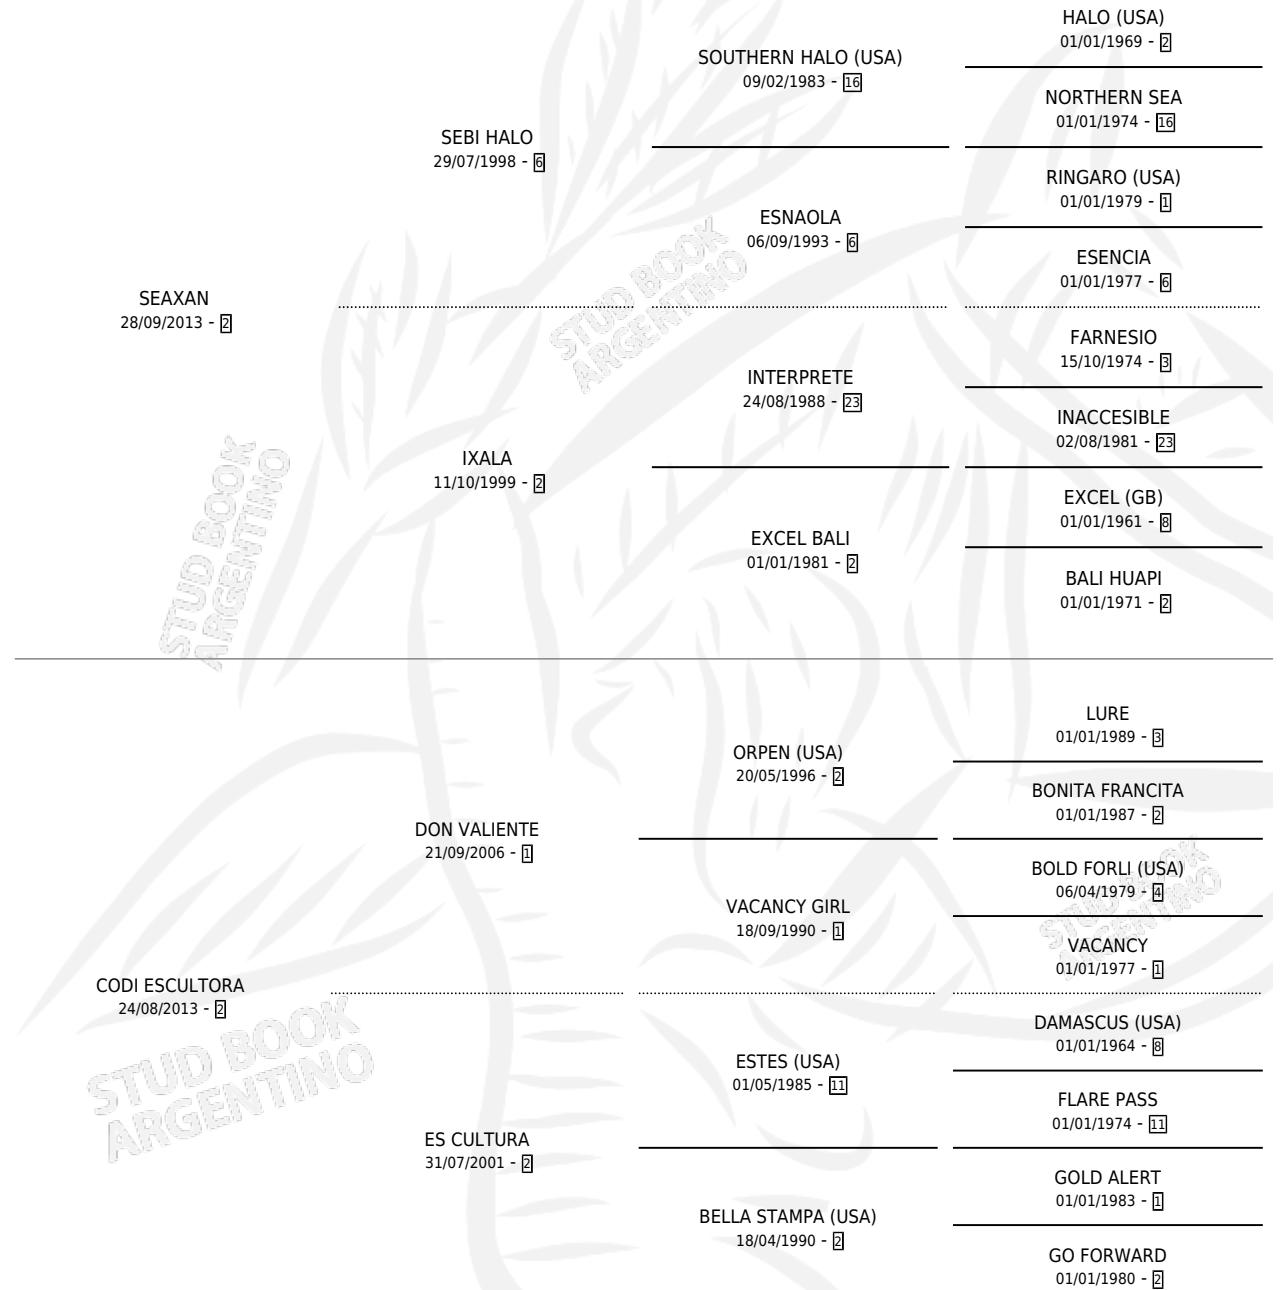 HALO (USA)
01/01/1969 - 2
SOUTHERN HALO (USA)
09/02/1983 - 16
NORTHERN SEA
01/01/1974 - 16
SEBI HALO
29/07/1998 - 6
RINGARO (USA)
01/01/1979 - 1
ESNAOLA
06/09/1993 - 6
ESENCIA
01/01/1977 - 6
SEAXAN
28/09/2013 - 2
FARNESIO
15/10/1974 - 3
INTERPRETE
24/08/1988 - 23
INACCESIBLE
02/08/1981 - 23
IXALA
11/10/1999 - 2
EXCEL (GB)
01/01/1961 - 8
EXCEL BALI
01/01/1981 - 2
BALI HUAPI
01/01/1971 - 2
LURE
01/01/1989 - 3
ORPEN (USA)
20/05/1996 - 2
BONITA FRANCITA
01/01/1987 - 2
DON VALIENTE
21/09/2006 - 1
BOLD FORLI (USA)
06/04/1979 - 4
VACANCY GIRL
18/09/1990 - 1
VACANCY
01/01/1977 - 1
CODI ESCULTORA
24/08/2013 - 2
DAMASCUS (USA)
01/01/1964 - 8
ESTES (USA)
01/05/1985 - 11
FLARE PASS
01/01/1974 - 11
ES CULTURA
31/07/2001 - 2
GOLD ALERT
01/01/1983 - 1
BELLA STAMPA (USA)
18/04/1990 - 2
GO FORWARD
01/01/1980 - 2
STUD BOOK
ARGENTINO
STUD BOOK
ARGENTINO
STUD BOOK
ARGENTINO
STUD BOOK
ARGENTINO